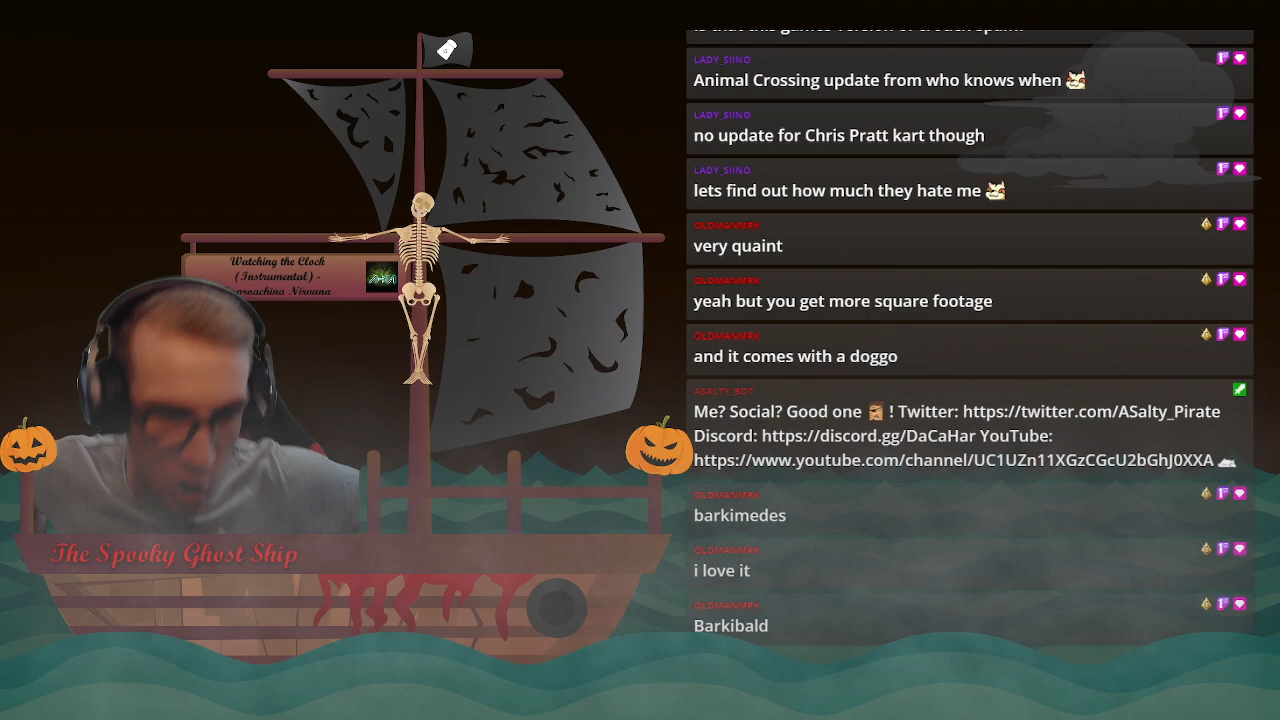 LADY_SIINO
Animal Crossing update from who knows when
LADY_SIINO
no update for Chris Pratt kart though
LADY_SIINO
lets find out how much they hate me
OLDMANMRK
very quaint
OLDMANMRK
yeah but you get more square footage
OLDMANMRK
and it comes with a doggo
ASALTY_BOT
Me? Social? Good one ! Twitter: https://twitter.com/ASalty_Pirate
Discord: https://discord.gg/DaCaHar YouTube:
https://www.youtube.com/channel/UC1UZn11XGzCGcU2bGhJ0XXA
OLDMANMRK
barkimedes
OLDMANMRK
i love it
OLDMANMRK
Barkibald
Watching the Clock
(Instrumental) -
Approaching Nirvana
The Spooky Ghost Ship